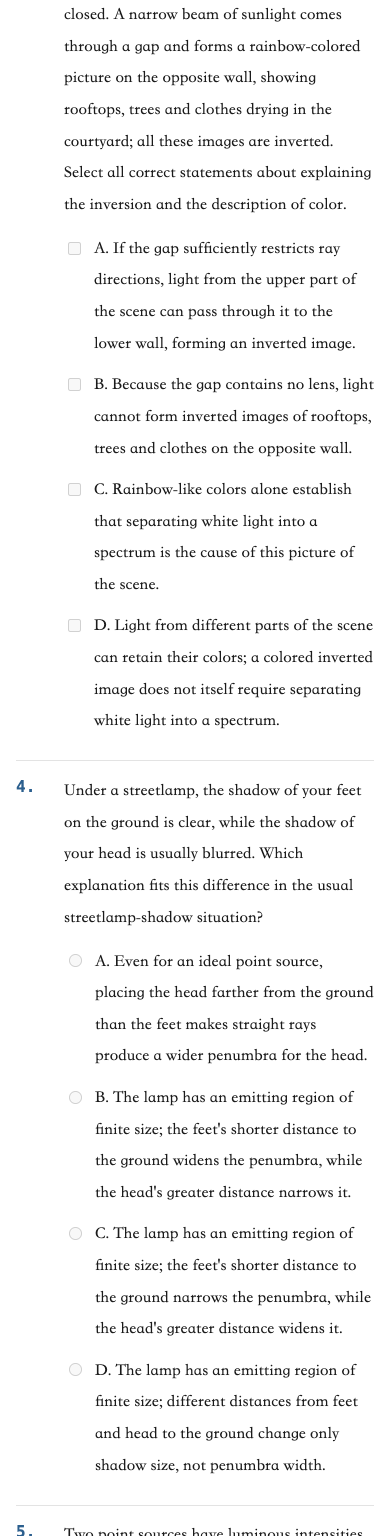 closed. A narrow beam of sunlight comes
through a gap and forms a rainbow-colored
picture on the opposite wall, showing
rooftops, trees and clothes drying in the
courtyard; all these images are inverted.
Select all correct statements about explaining
the inversion and the description of color.
A. If the gap sufficiently restricts ray
directions, light from the upper part of
the scene can pass through it to the
lower wall, forming an inverted image.
B. Because the gap contains no lens, light
cannot form inverted images of rooftops,
trees and clothes on the opposite wall.
C. Rainbow-like colors alone establish
that separating white light into a
spectrum is the cause of this picture of
the scene.
D. Light from different parts of the scene
can retain their colors; a colored inverted
image does not itself require separating
white light into a spectrum.
4. Under a streetlamp, the shadow of your feet
on the ground is clear, while the shadow of
your head is usually blurred. Which
explanation fits this difference in the usual
streetlamp-shadow situation?
A. Even for an ideal point source,
placing the head farther from the ground
than the feet makes straight rays
produce a wider penumbra for the head.
B. The lamp has an emitting region of
finite size; the feet's shorter distance to
the ground widens the penumbra, while
the head's greater distance narrows it.
C. The lamp has an emitting region of
finite size; the feet's shorter distance to
the ground narrows the penumbra, while
the head's greater distance widens it.
D. The lamp has an emitting region of
finite size; different distances from feet
and head to the ground change only
shadow size, not penumbra width.
5. Two point sources have luminous intensities